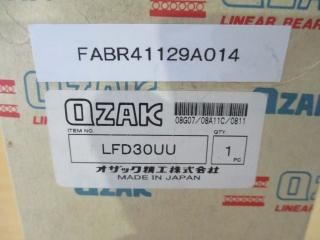 OZAK
LINEAR BEAR
FABR41129A014
OZAK
08G07/08A11C/0811
ITEM NO.
QTY.
LFD30UU
1
PC
オザック精工株式会社
MADE IN JAPAN